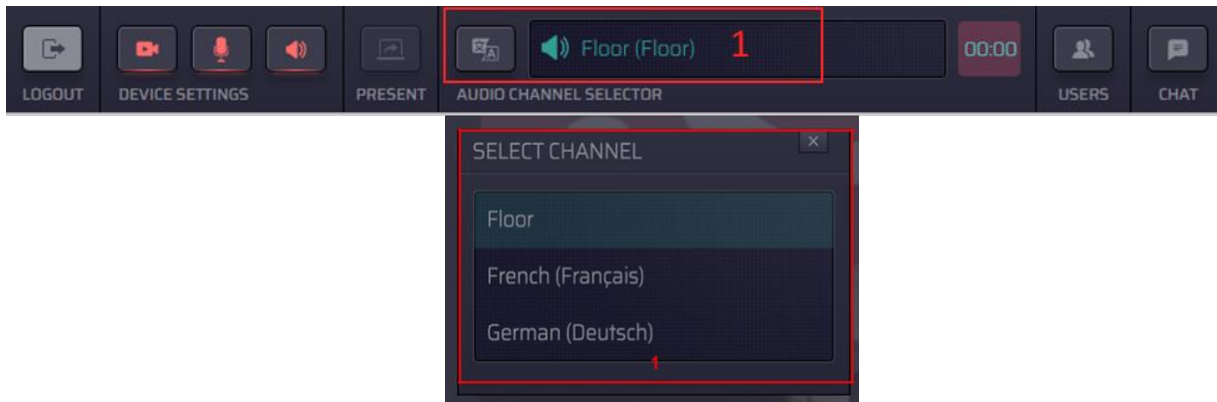 Floor (Floor) 1 00:00
LOGOUT DEVICE SETTINGS PRESENT AUDIO CHANNEL SELECTOR USERS CHAT
SELECT CHANNEL
Floor
French (Français)
German (Deutsch)
1